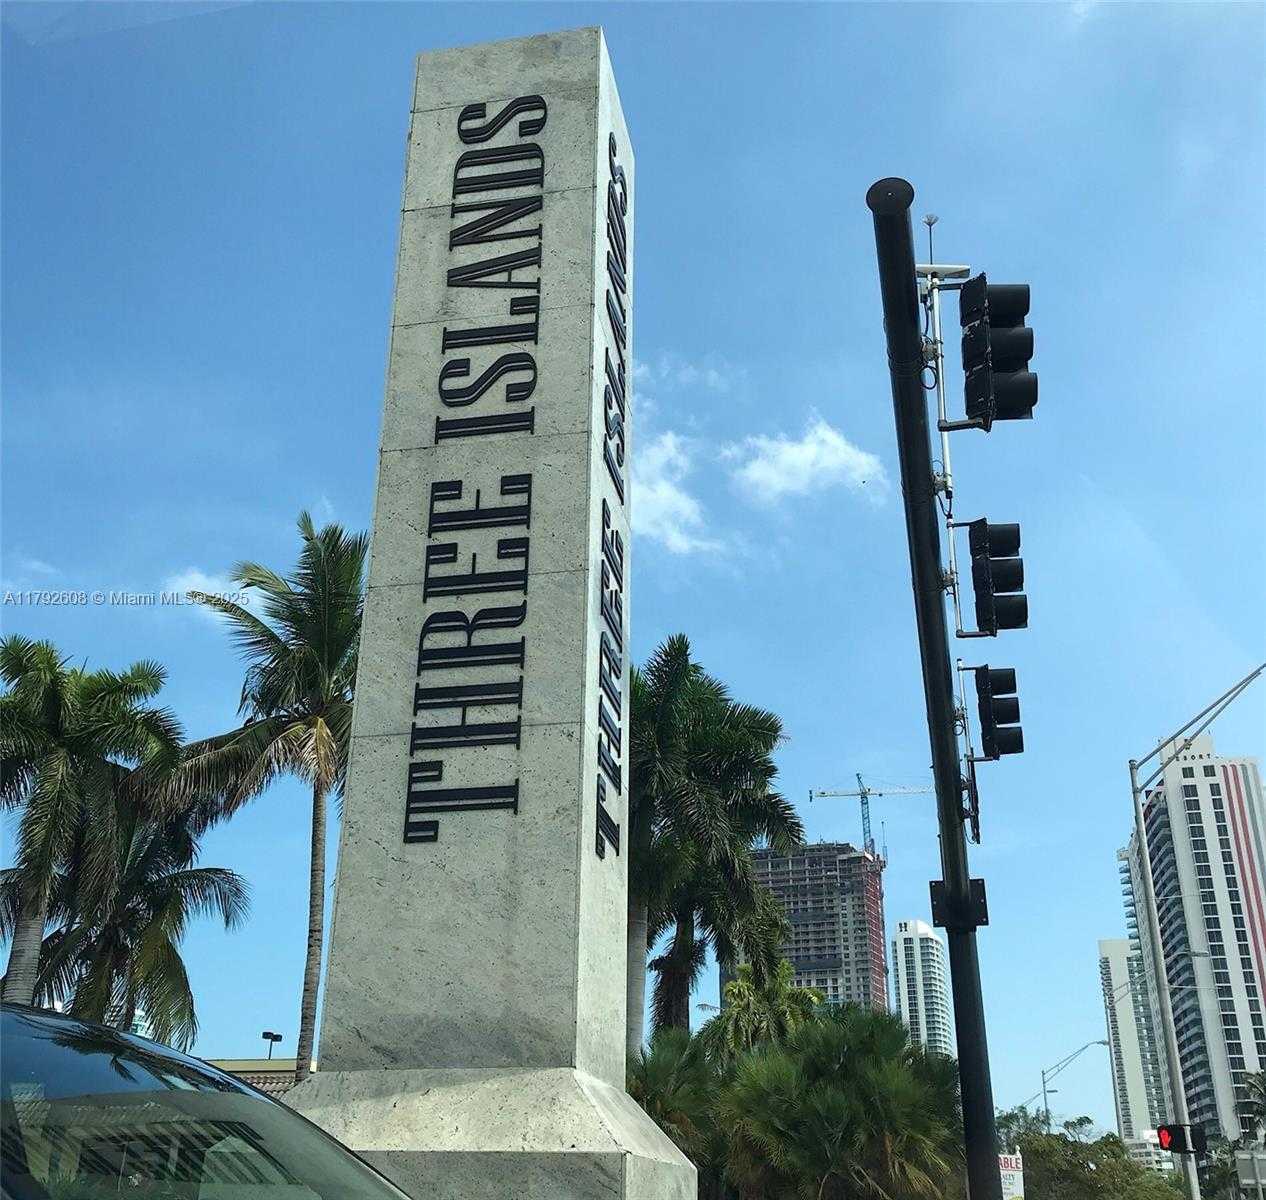 THREE ISLANDS
THREE ISLANDS
A11792608 © Miami MLS® 2025